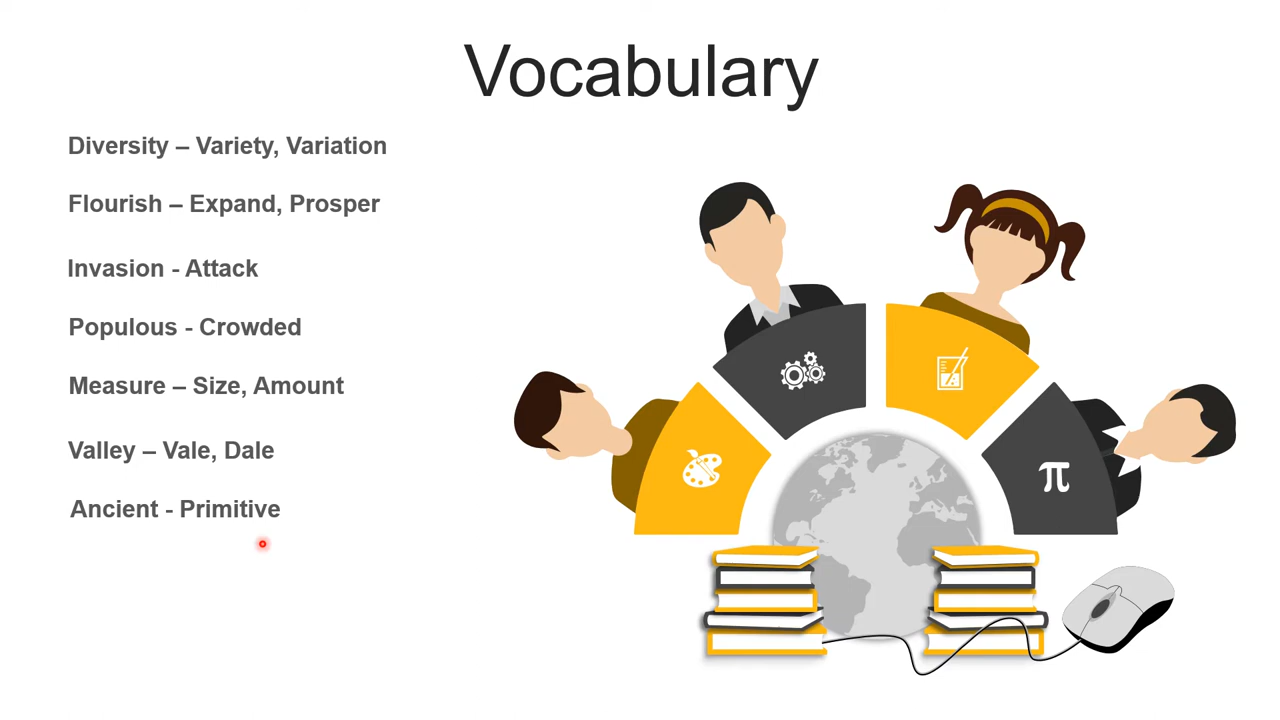 Vocabulary
Diversity – Variety, Variation
Flourish – Expand, Prosper
Invasion - Attack
Populous - Crowded
Measure – Size, Amount
Valley – Vale, Dale
Ancient - Primitive
π